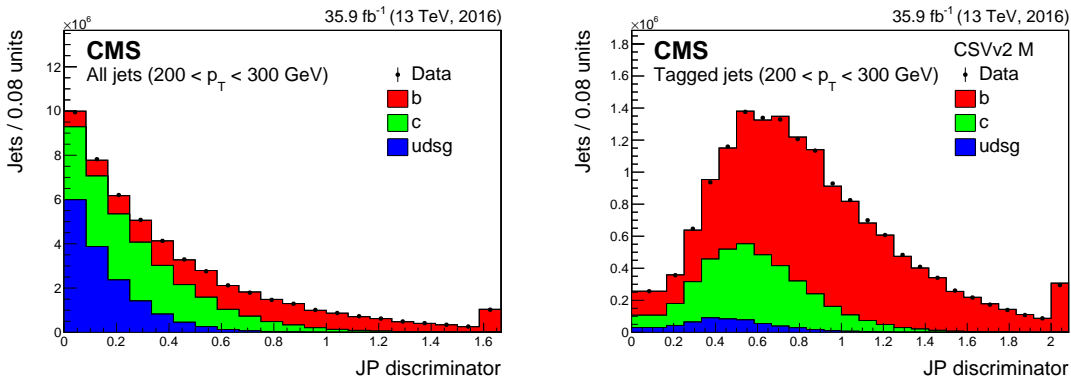 35.9 fb⁻¹ (13 TeV, 2016)
×10⁶
CMS
All jets (200 < p_T < 300 GeV)
Data
b
c
udsg
Jets / 0.08 units
12
10
8
6
4
2
0
0 0.2 0.4 0.6 0.8 1 1.2 1.4 1.6
JP discriminator
35.9 fb⁻¹ (13 TeV, 2016)
×10⁶
CMS
CSVv2 M
Tagged jets (200 < p_T < 300 GeV)
Data
b
c
udsg
Jets / 0.08 units
1.8
1.6
1.4
1.2
1
0.8
0.6
0.4
0.2
0
0 0.2 0.4 0.6 0.8 1 1.2 1.4 1.6 1.8 2
JP discriminator